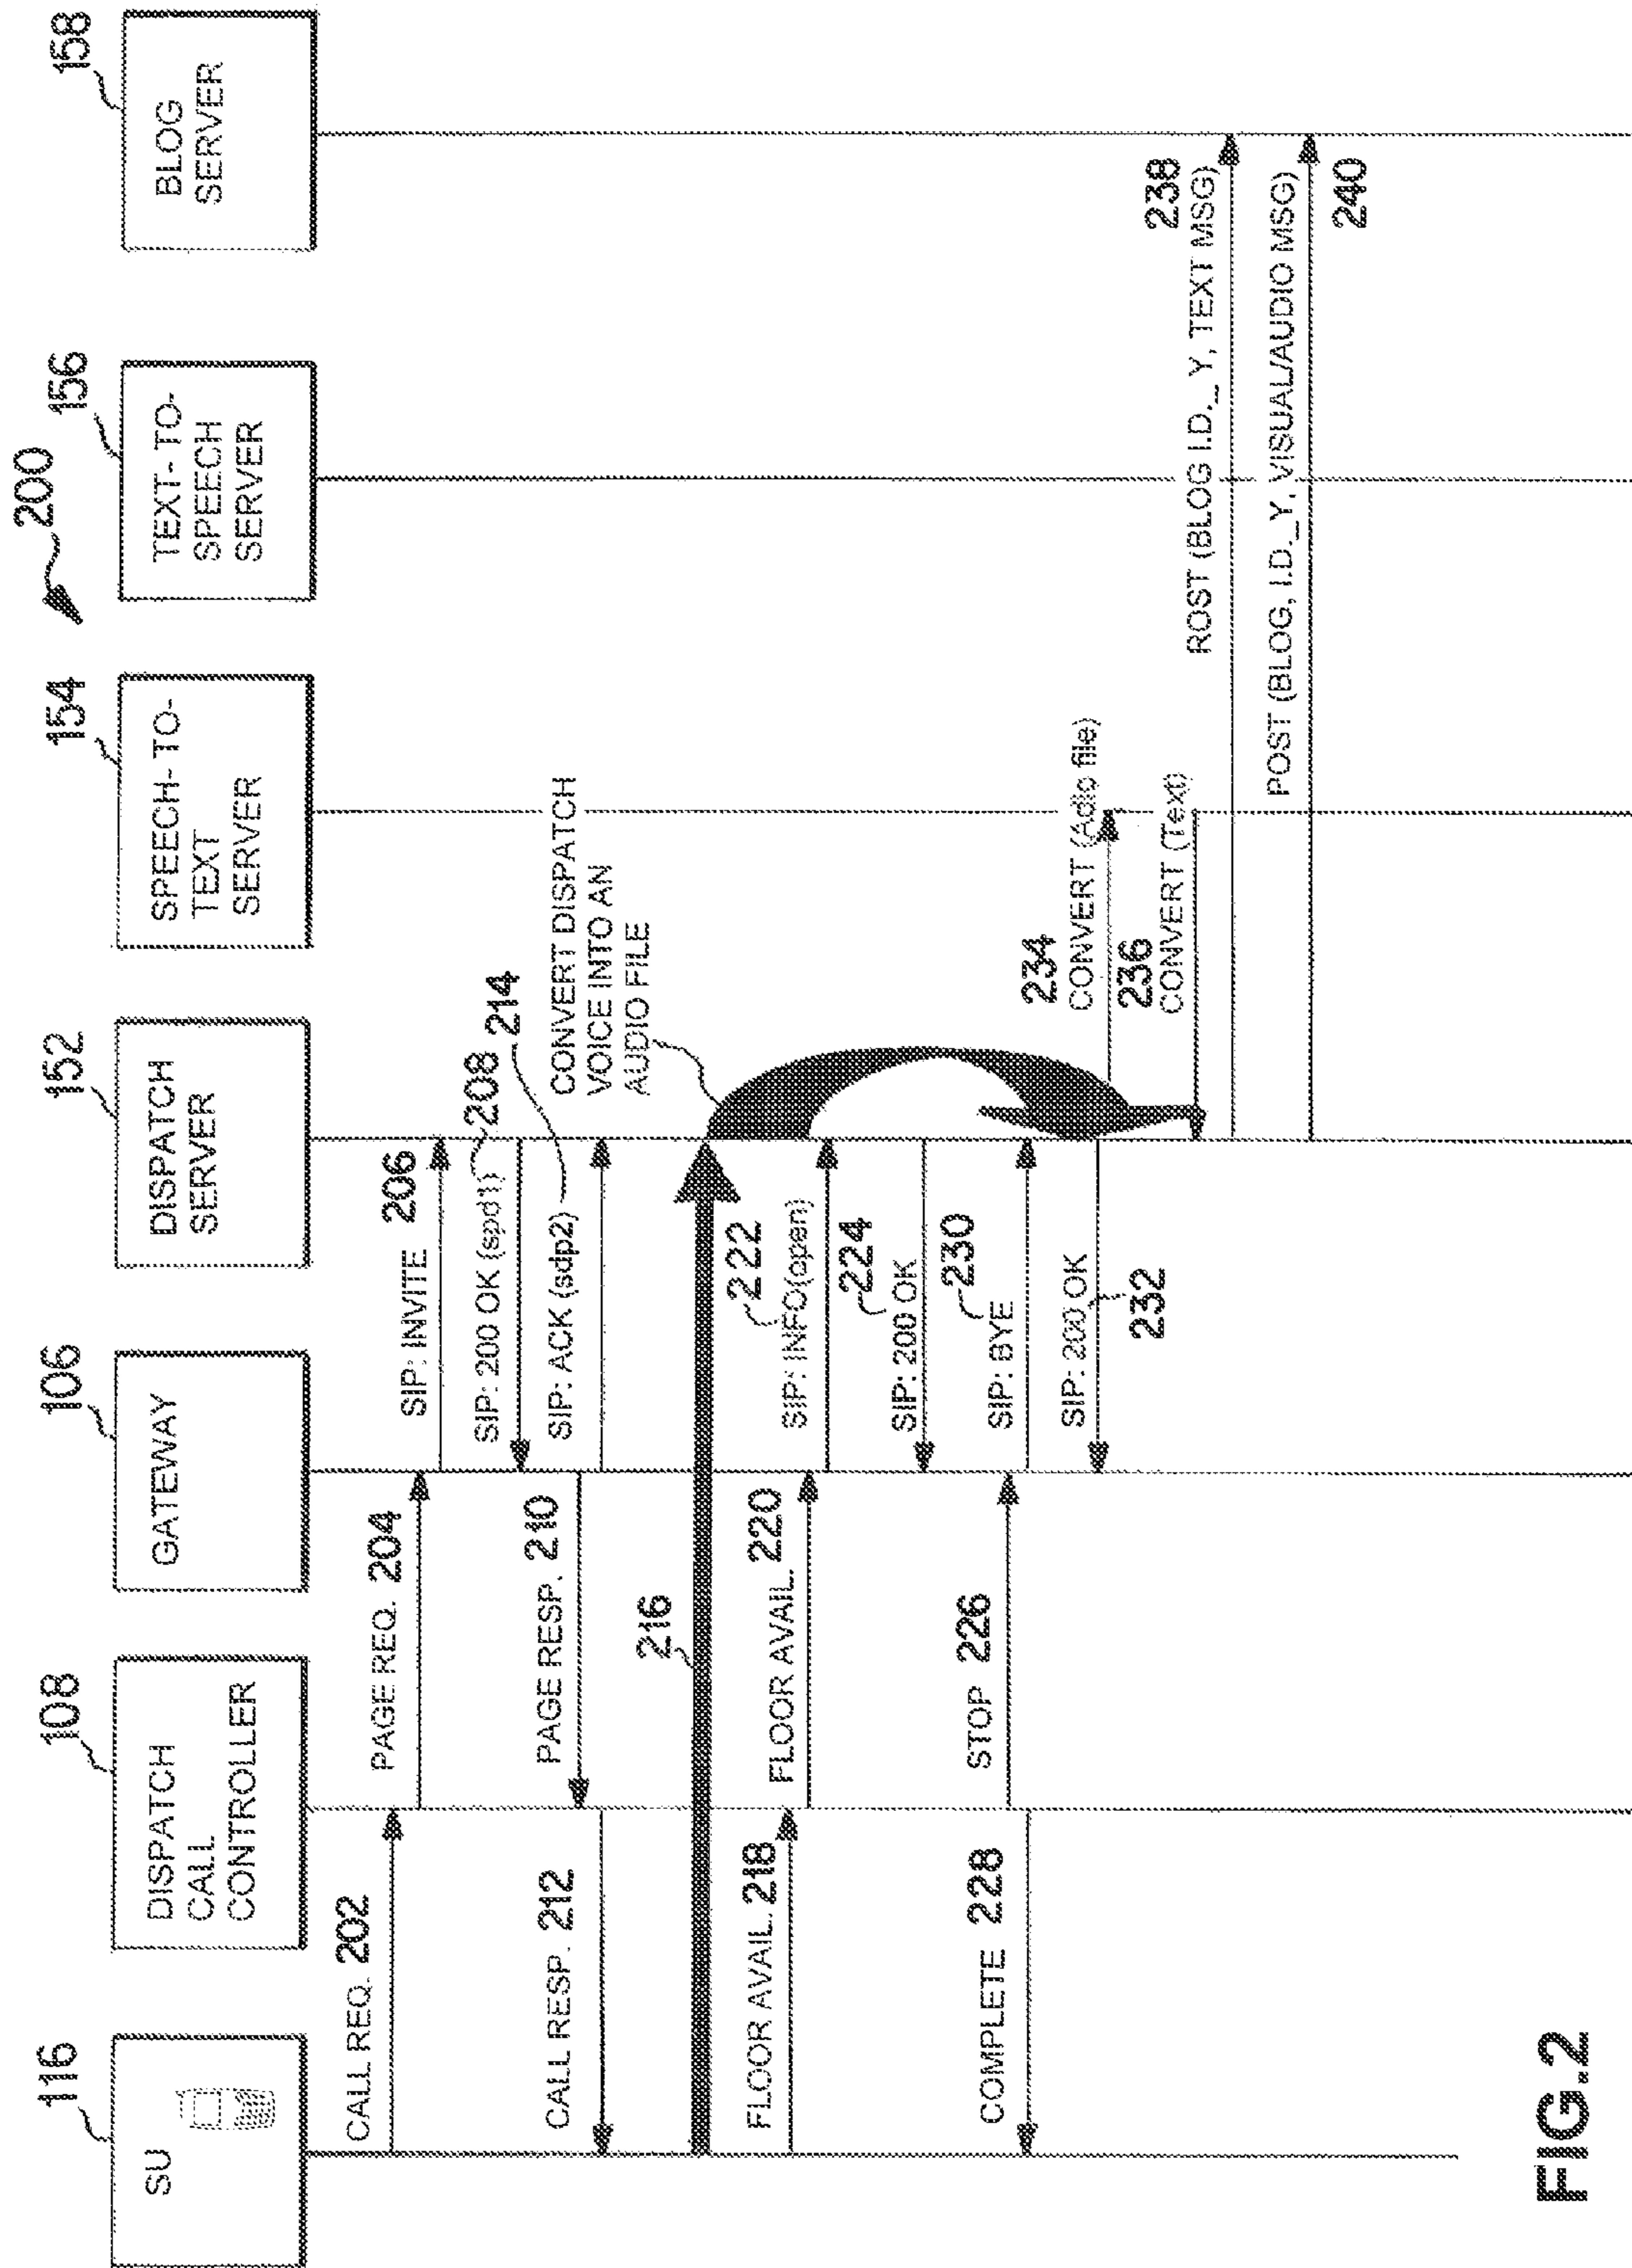 200
116
SU
108
DISPATCH
CALL
CONTROLLER
106
GATEWAY
152
DISPATCH
SERVER
154
SPEECH- TO-
TEXT
SERVER
156
TEXT- TO-
SPEECH
SERVER
158
BLOG
SERVER
CALL REQ. 202
PAGE REQ. 204
SIP: INVITE 206
SIP: 200 OK (spd1) 208
PAGE RESP. 210
CALL RESP. 212
SIP: ACK (sdp2) 214
216
CONVERT DISPATCH
VOICE INTO AN
AUDIO FILE
FLOOR AVAIL. 218
FLOOR AVAIL. 220
222
SIP: INFO(open)
224
SIP: 200 OK
STOP 226
COMPLETE 228
230
SIP: BYE
SIP: 200 OK
232
234
CONVERT (Adio file)
236
CONVERT (Text)
238
ROST (BLOG I.D._Y, TEXT MSG)
POST (BLOG, I.D._Y, VISUAL/AUDIO MSG)
240
FIG.2